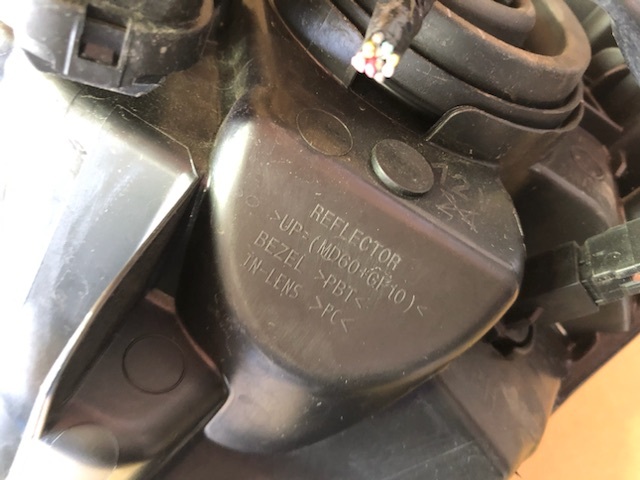 REFLECTOR
>UP-(MD60+GF10)<
BEZEL >PBT<
IN-LENS >PC<